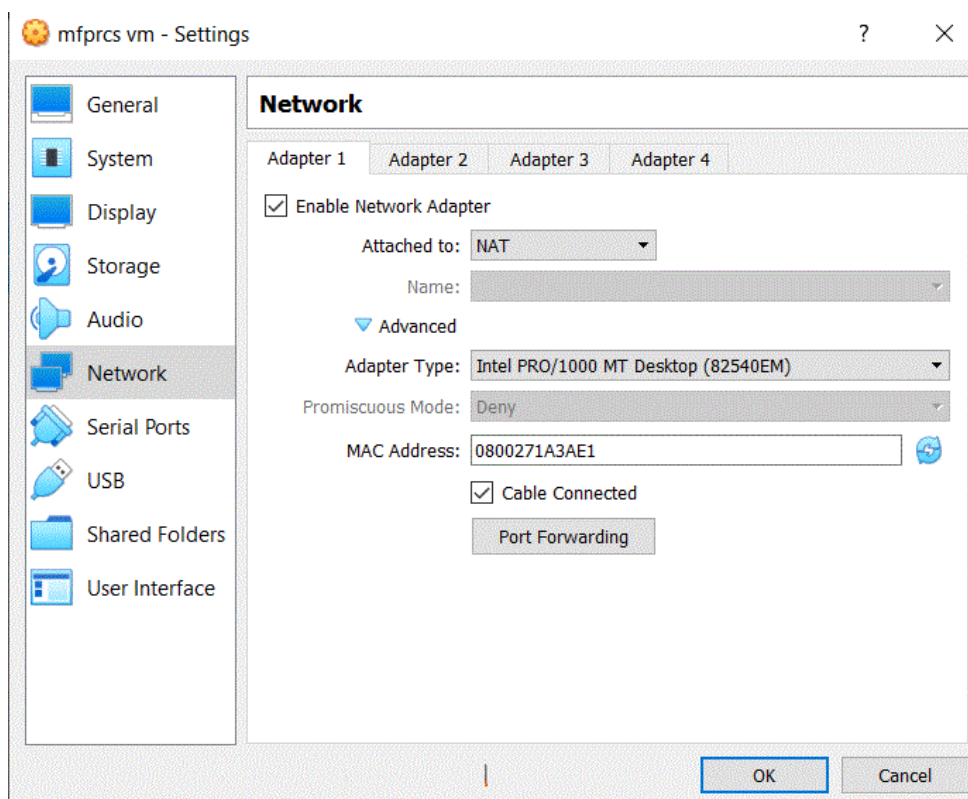 mfprcs vm - Settings
?
General
System
Display
Storage
Audio
Network
Serial Ports
USB
Shared Folders
User Interface
Network
Adapter 1 Adapter 2 Adapter 3 Adapter 4
Enable Network Adapter
Attached to: NAT
Name:
Advanced
Adapter Type: Intel PRO/1000 MT Desktop (82540EM)
Promiscuous Mode: Deny
MAC Address: 0800271A3AE1
Cable Connected
Port Forwarding
OK Cancel